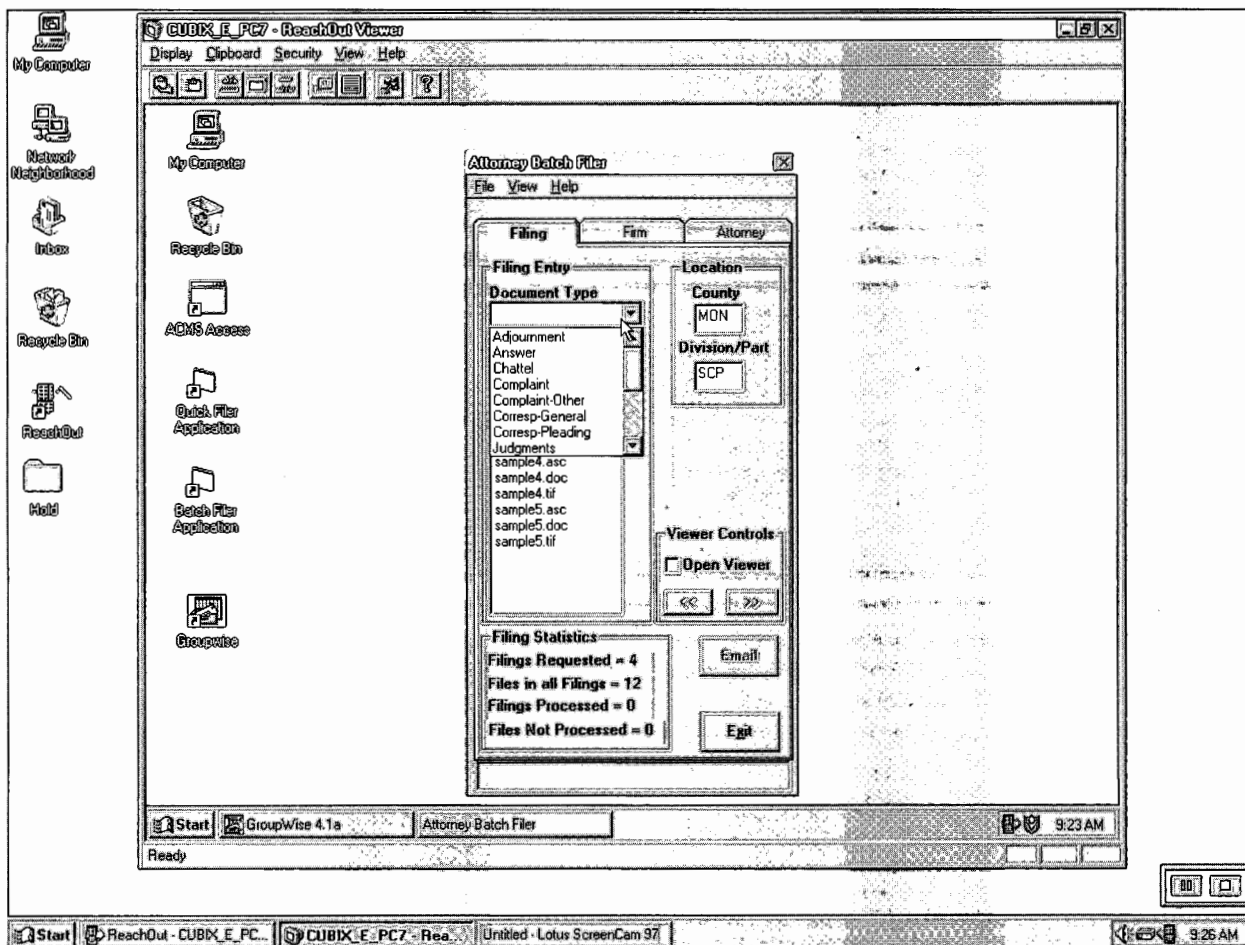 My Computer
Network
Neighborhood
Inbox
Recycle Bin
ReachOut
Hold
CUBIX_E_PC7 - ReachOut Viewer
Display Clipboard Security View Help
My Computer
Recycle Bin
ACMS Access
Quick Filer
Application
Batch Filer
Application
Groupwise
Attorney Batch Filer
File View Help
Filing Firm Attorney
Filing Entry
Document Type
Adjournment
Answer
Chattel
Complaint
Complaint-Other
Corresp-General
Corresp-Pleading
Judgments
sample4.asc
sample4.doc
sample4.tif
sample5.asc
sample5.doc
sample5.tif
Location
County
MON
Division/Part
SCP
Viewer Controls
Open Viewer
<< >>
Filing Statistics
Filings Requested = 4
Files in all Filings = 12
Filings Processed = 0
Files Not Processed = 0
Email
Exit
Start GroupWise 4.1a Attorney Batch Filer 9:23 AM
Ready
Start ReachOut - CUBIX_E_PC... CUBIX_E_PC7 - Rea... Untitled - Lotus ScreenCam 97 9:26 AM